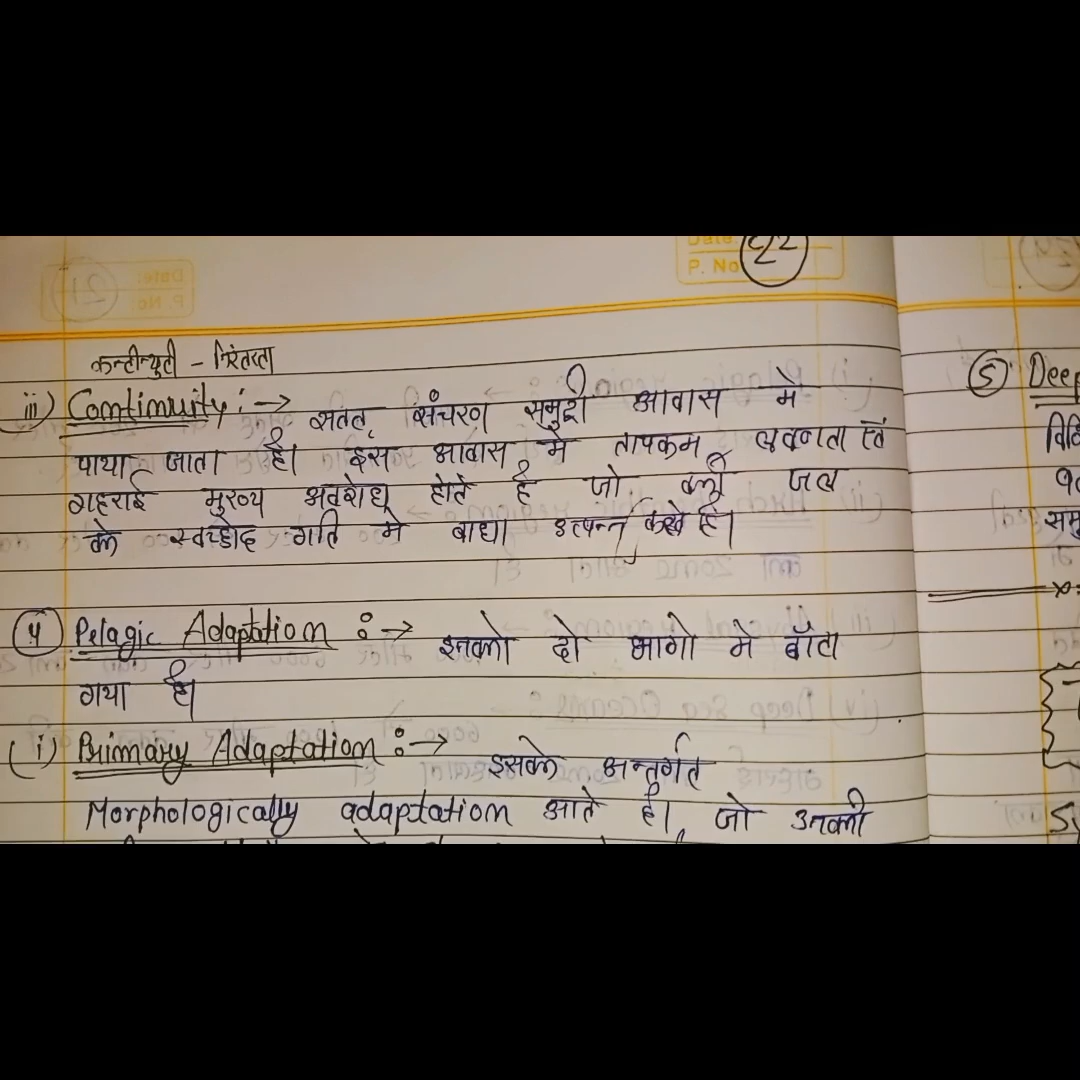 22
P. No
कन्टीन्युटी - निरंतरता
iii) Continuity :→ सतत् संचरण समुद्री आवास मे
पाया जाता है। इस आवास मे तापक्रम लवणता एवं
गहराई मुख्य अवरोध होते है जो जल
के स्वच्छंद गति मे बाधा उत्पन्न करते है।
4 Pelagic Adaptation :→ इनको दो भागो मे बाँटा
गया है।
(i) Primary Adaptation :→ इसके अन्तर्गत
Morphologically adaptation आते है। जो उनकी
5 Deep